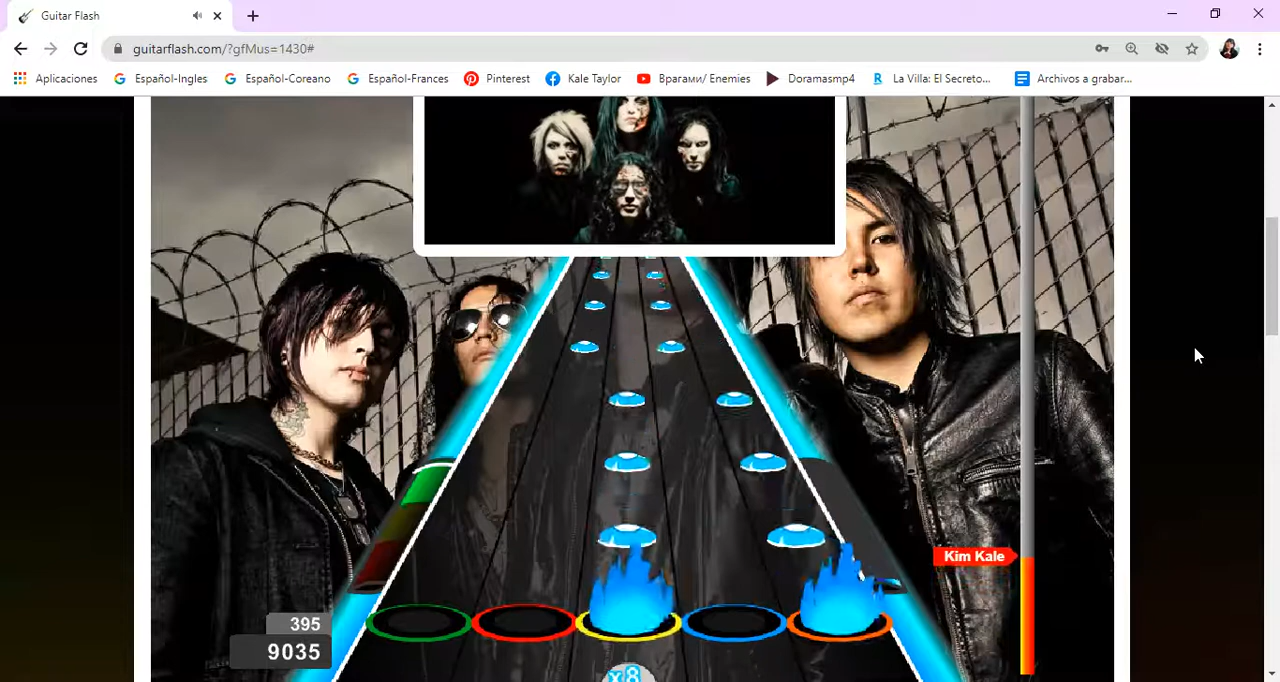 Guitar Flash
guitarflash.com/?gfMus=1430#
Aplicaciones Español-Ingles Español-Coreano Español-Frances Pinterest Kale Taylor Врагами/ Enemies Doramasmp4 La Villa: El Secreto... Archivos a grabar...
Kim Kale
395
9035
x8